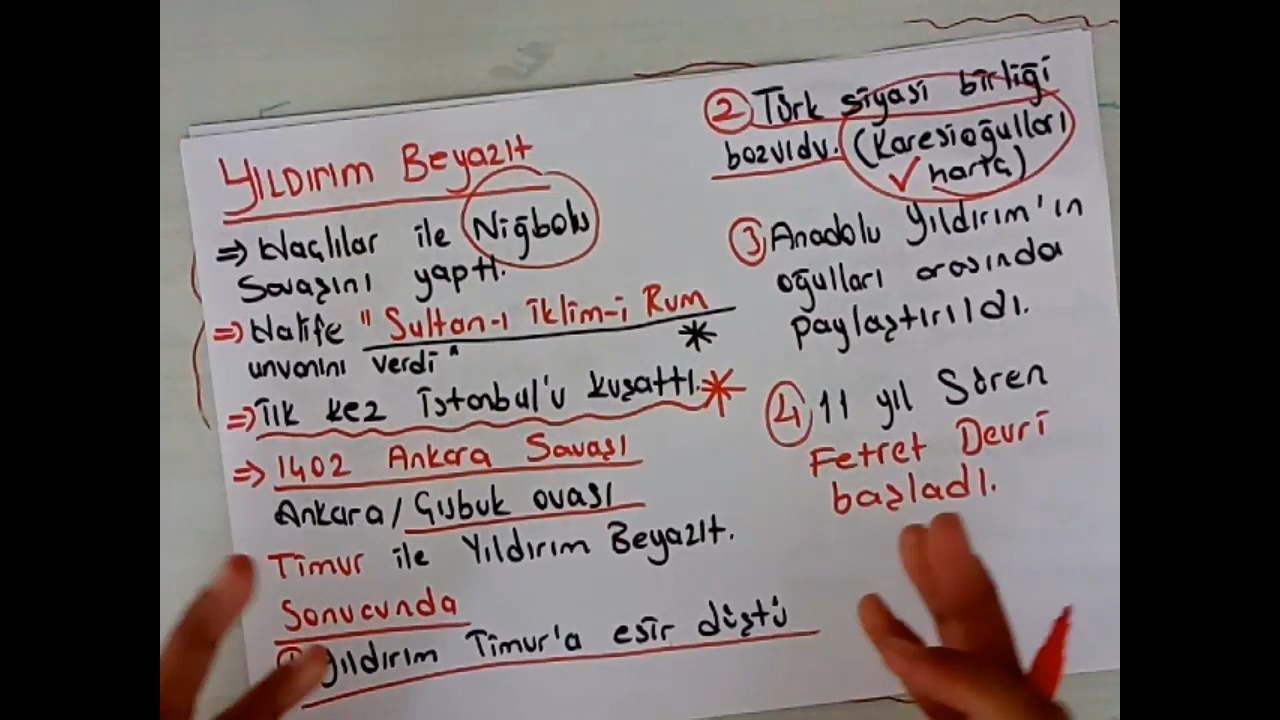 YILDIRIM Beyazıt
⇒ Haçlılar ile Niğbolu
Savaşını yaptı.
⇒ Halife "Sultan-ı İklim-i Rum
unvanını verdi"
⇒ İlk kez İstanbul'u kuşattı.
⇒ 1402 Ankara Savaşı
Ankara/Çubuk ovası
Timur ile Yıldırım Beyazıt.
Sonucunda
① Yıldırım Timur'a esir düştü
② Türk siyasi birliği
bozuldu. (Karesioğulları
hariç)
③ Anadolu Yıldırım'ın
oğulları arasında
paylaştırıldı.
④ 11 yıl Süren
Fetret Devri
başladı.